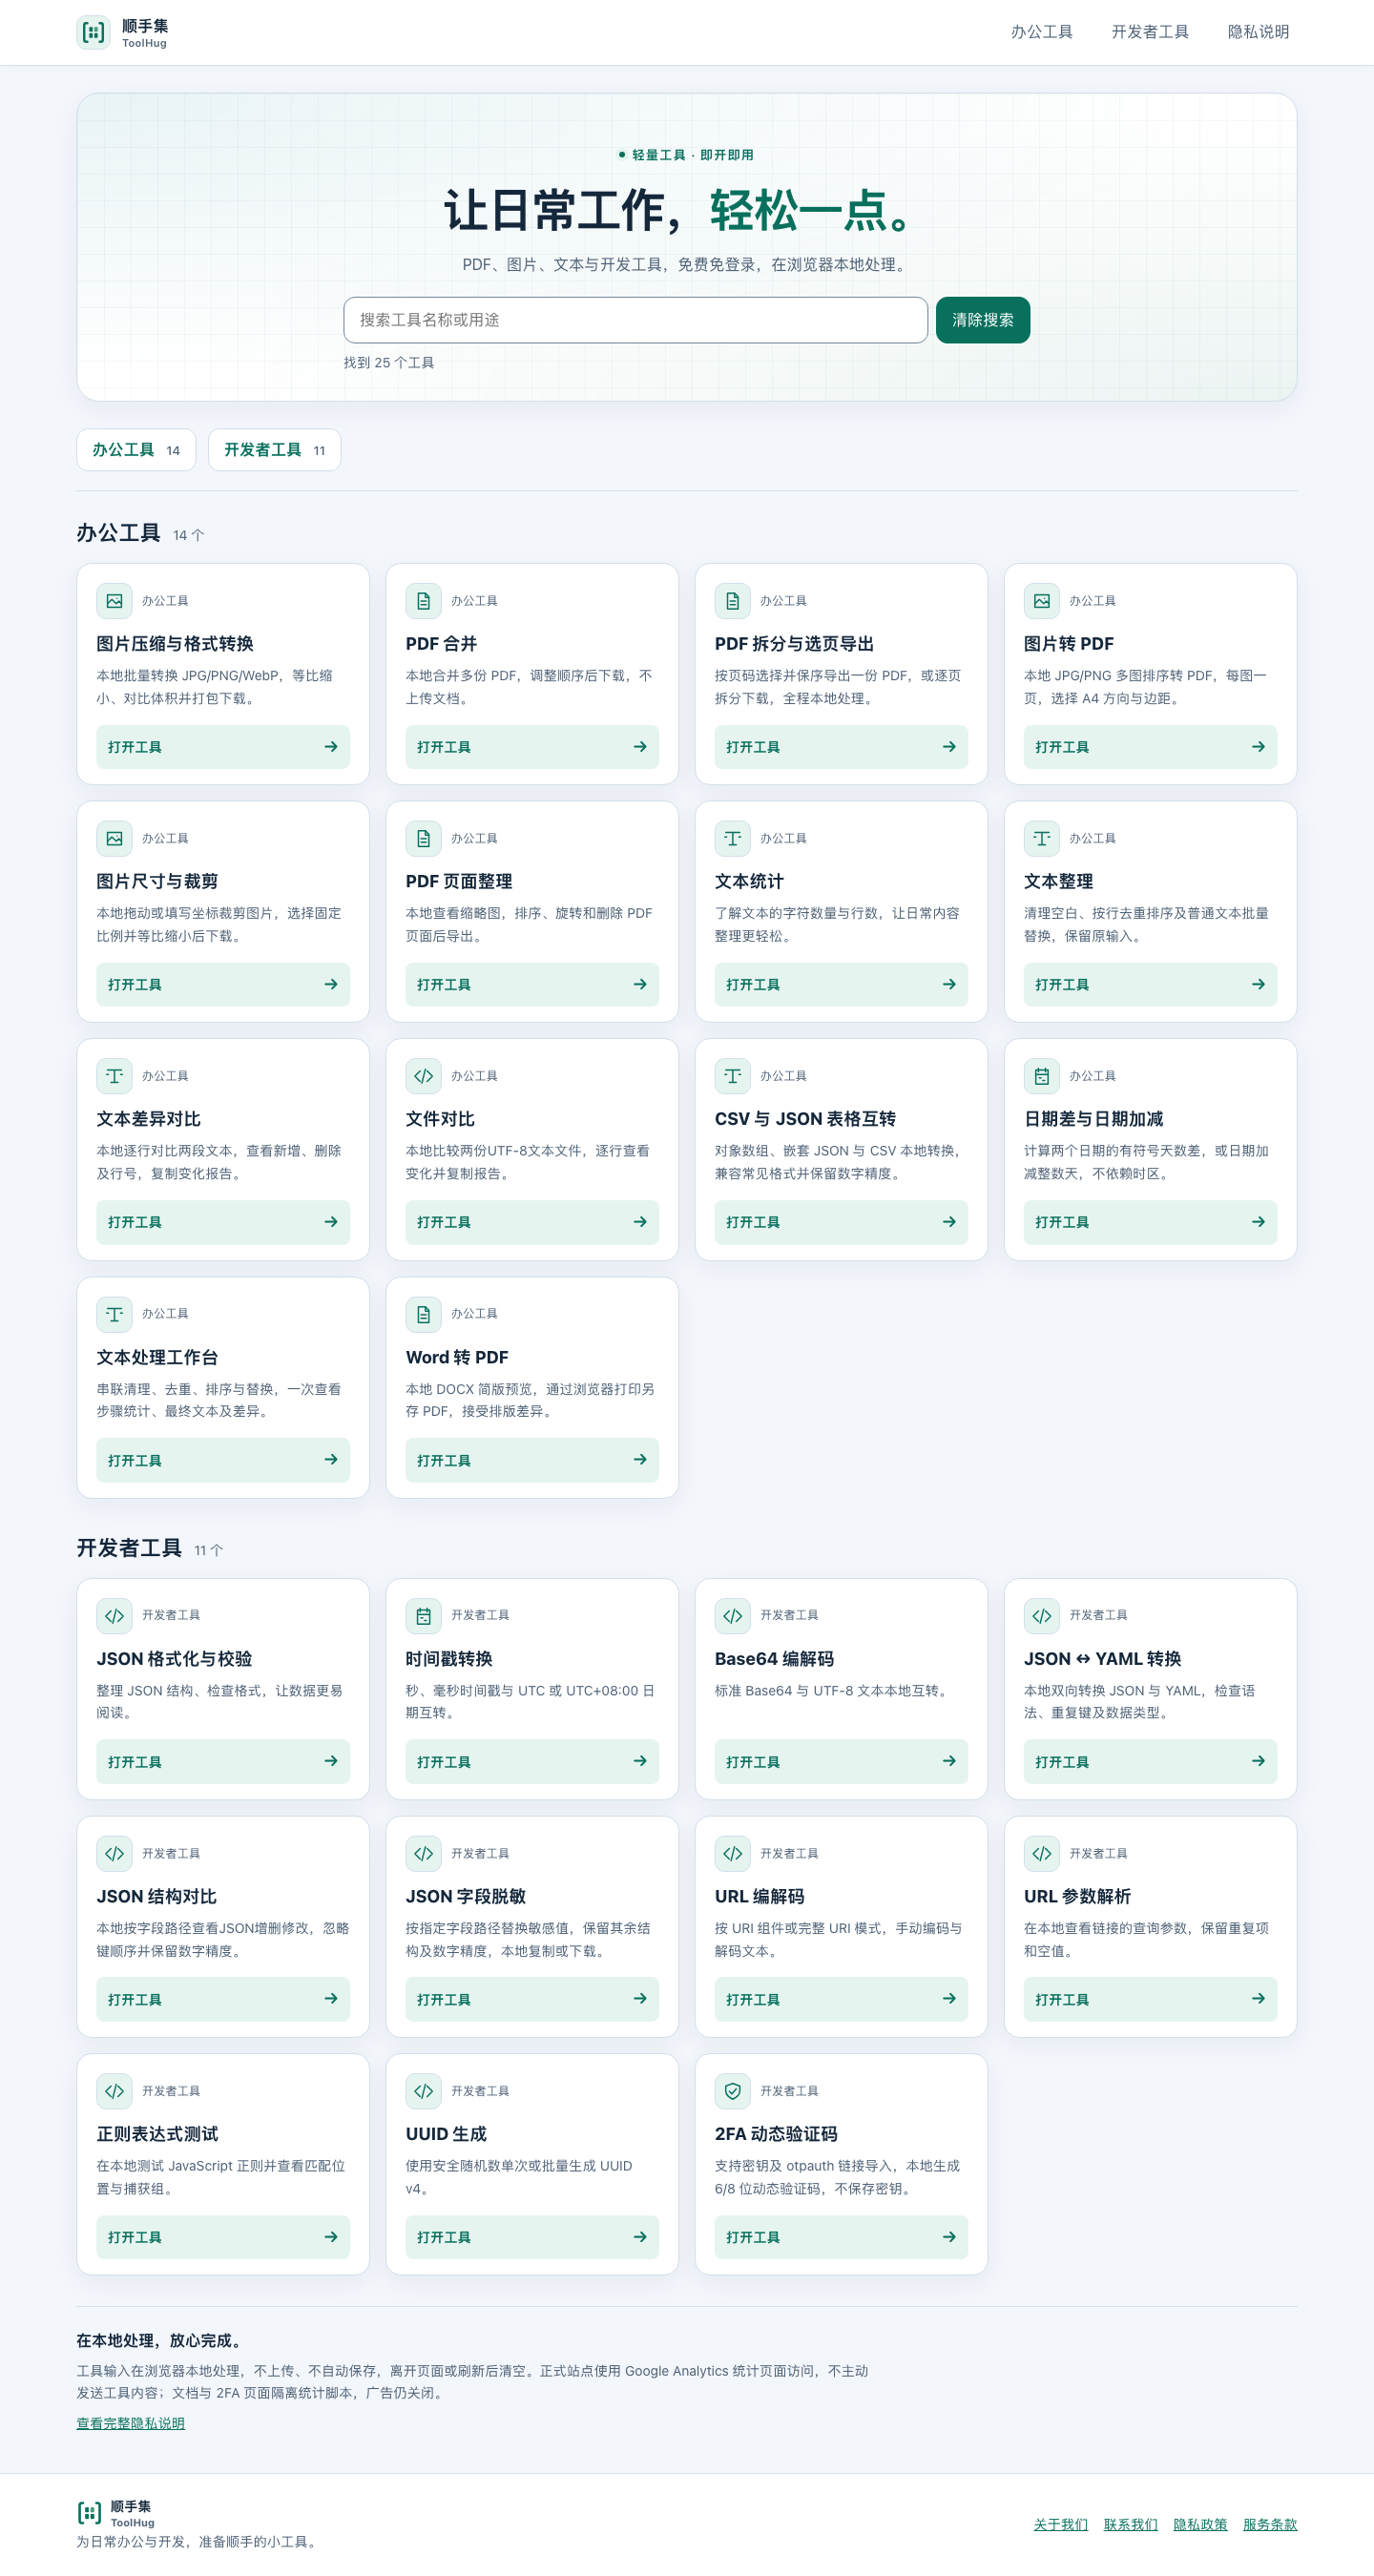 顺手集
ToolHug
办公工具
开发者工具
隐私说明
轻量工具 · 即开即用
让日常工作，轻松一点。
PDF、图片、文本与开发工具，免费免登录，在浏览器本地处理。
搜索工具名称或用途
清除搜索
找到 25 个工具
办公工具 14
开发者工具 11
办公工具 14 个
办公工具
图片压缩与格式转换
本地批量转换 JPG/PNG/WebP，等比缩
小、对比体积并打包下载。
打开工具
办公工具
PDF 合并
本地合并多份 PDF，调整顺序后下载，不
上传文档。
打开工具
办公工具
PDF 拆分与选页导出
按页码选择并保序导出一份 PDF，或逐页
拆分下载，全程本地处理。
打开工具
办公工具
图片转 PDF
本地 JPG/PNG 多图排序转 PDF，每图一
页，选择 A4 方向与边距。
打开工具
办公工具
图片尺寸与裁剪
本地拖动或填写坐标裁剪图片，选择固定
比例并等比缩小后下载。
打开工具
办公工具
PDF 页面整理
本地查看缩略图，排序、旋转和删除 PDF
页面后导出。
打开工具
办公工具
文本统计
了解文本的字符数量与行数，让日常内容
整理更轻松。
打开工具
办公工具
文本整理
清理空白、按行去重排序及普通文本批量
替换，保留原输入。
打开工具
办公工具
文本差异对比
本地逐行对比两段文本，查看新增、删除
及行号，复制变化报告。
打开工具
办公工具
文件对比
本地比较两份UTF-8文本文件，逐行查看
变化并复制报告。
打开工具
办公工具
CSV 与 JSON 表格互转
对象数组、嵌套 JSON 与 CSV 本地转换，
兼容常见格式并保留数字精度。
打开工具
办公工具
日期差与日期加减
计算两个日期的有符号天数差，或日期加
减整数天，不依赖时区。
打开工具
办公工具
文本处理工作台
串联清理、去重、排序与替换，一次查看
步骤统计、最终文本及差异。
打开工具
办公工具
Word 转 PDF
本地 DOCX 简版预览，通过浏览器打印另
存 PDF，接受排版差异。
打开工具
开发者工具 11 个
开发者工具
JSON 格式化与校验
整理 JSON 结构、检查格式，让数据更易
阅读。
打开工具
开发者工具
时间戳转换
秒、毫秒时间戳与 UTC 或 UTC+08:00 日
期互转。
打开工具
开发者工具
Base64 编解码
标准 Base64 与 UTF-8 文本本地互转。
打开工具
开发者工具
JSON ↔ YAML 转换
本地双向转换 JSON 与 YAML，检查语
法、重复键及数据类型。
打开工具
开发者工具
JSON 结构对比
本地按字段路径查看JSON增删修改，忽略
键顺序并保留数字精度。
打开工具
开发者工具
JSON 字段脱敏
按指定字段路径替换敏感值，保留其余结
构及数字精度，本地复制或下载。
打开工具
开发者工具
URL 编解码
按 URI 组件或完整 URI 模式，手动编码与
解码文本。
打开工具
开发者工具
URL 参数解析
在本地查看链接的查询参数，保留重复项
和空值。
打开工具
开发者工具
正则表达式测试
在本地测试 JavaScript 正则并查看匹配位
置与捕获组。
打开工具
开发者工具
UUID 生成
使用安全随机数单次或批量生成 UUID
v4。
打开工具
开发者工具
2FA 动态验证码
支持密钥及 otpauth 链接导入，本地生成
6/8 位动态验证码，不保存密钥。
打开工具
在本地处理，放心完成。
工具输入在浏览器本地处理，不上传、不自动保存，离开页面或刷新后清空。正式站点使用 Google Analytics 统计页面访问，不主动
发送工具内容；文档与 2FA 页面隔离统计脚本，广告仍关闭。
查看完整隐私说明
顺手集
ToolHug
为日常办公与开发，准备顺手的小工具。
关于我们
联系我们
隐私政策
服务条款